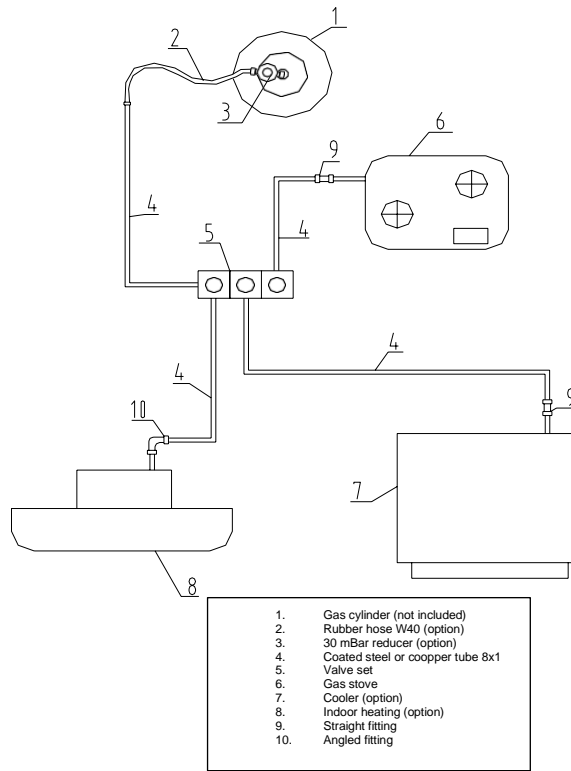 1
2
3
6
9
4
4
5
4
4
10
9
7
8
1. Gas cylinder (not included)
2. Rubber hose W40 (option)
3. 30 mBar reducer (option)
4. Coated steel or coopper tube 8x1
5. Valve set
6. Gas stove
7. Cooler (option)
8. Indoor heating (option)
9. Straight fitting
10. Angled fitting